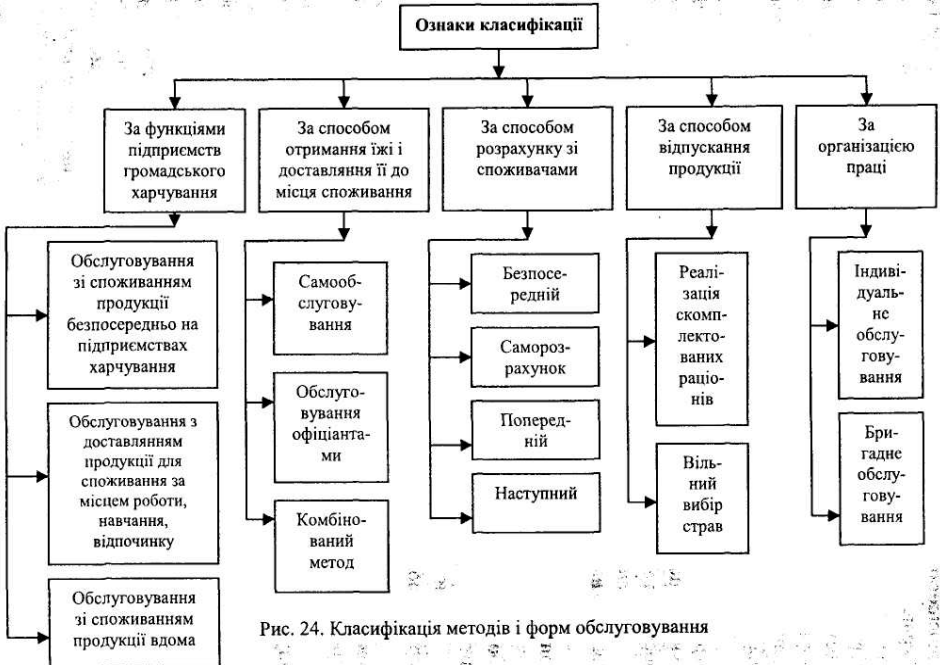 Ознаки класифікації
За функціями
підприємств
громадського
харчування
За способом
отримання їжі і
доставляння її до
місця споживання
За способом
розрахунку зі
споживачами
За способом
відпускання
продукції
За
організацією
праці
Обслуговування
зі споживанням
продукції
безпосередньо на
підприємствах
харчування
Обслуговування з
доставлянням
продукції для
споживання за
місцем роботи,
навчання,
відпочинку
Обслуговування
зі споживанням
продукції вдома
Самооб-
слугову-
вання
Обслуго-
вування
офіціанта-
ми
Комбіно-
ваний
метод
Безпосе-
редній
Самороз-
рахунок
Поперед-
ній
Наступний
Реалі-
зація
скомп-
лекто-
ваних
раціо-
нів
Віль-
ний
вибір
страв
Індиві-
дуаль-
не
обслу-
гову-
вання
Бри-
гадне
обслу-
гову-
вання
Рис. 24. Класифікація методів і форм обслуговування